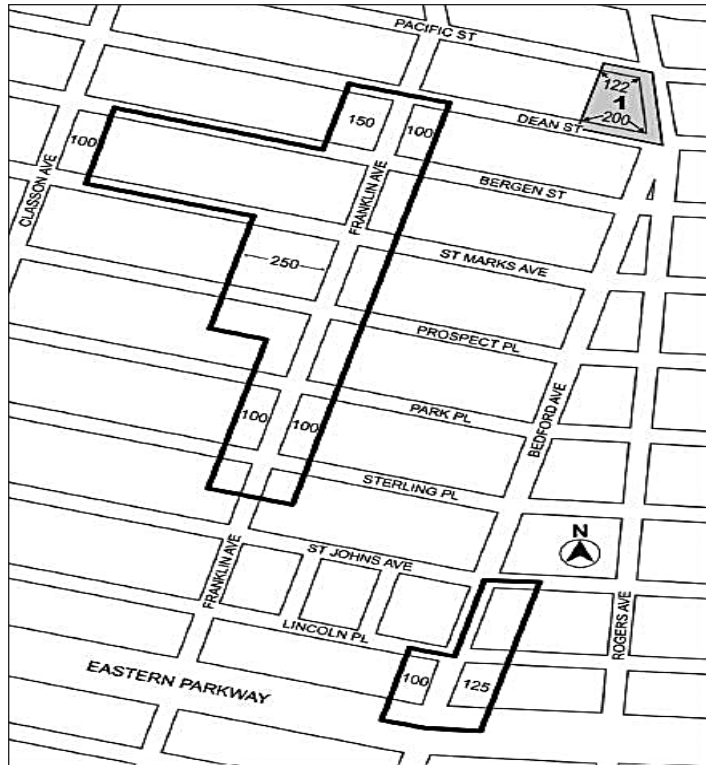 PACIFIC ST
122
1
200
DEAN ST
150
100
100
FRANKLIN AVE
BERGEN ST
CLASSON AVE
ST MARKS AVE
250
PROSPECT PL
PARK PL
BEDFORD AVE
100
100
STERLING PL
N
ST JOHNS AVE
FRANKLIN AVE
ROGERS AVE
LINCOLN PL
EASTERN PARKWAY
100
125